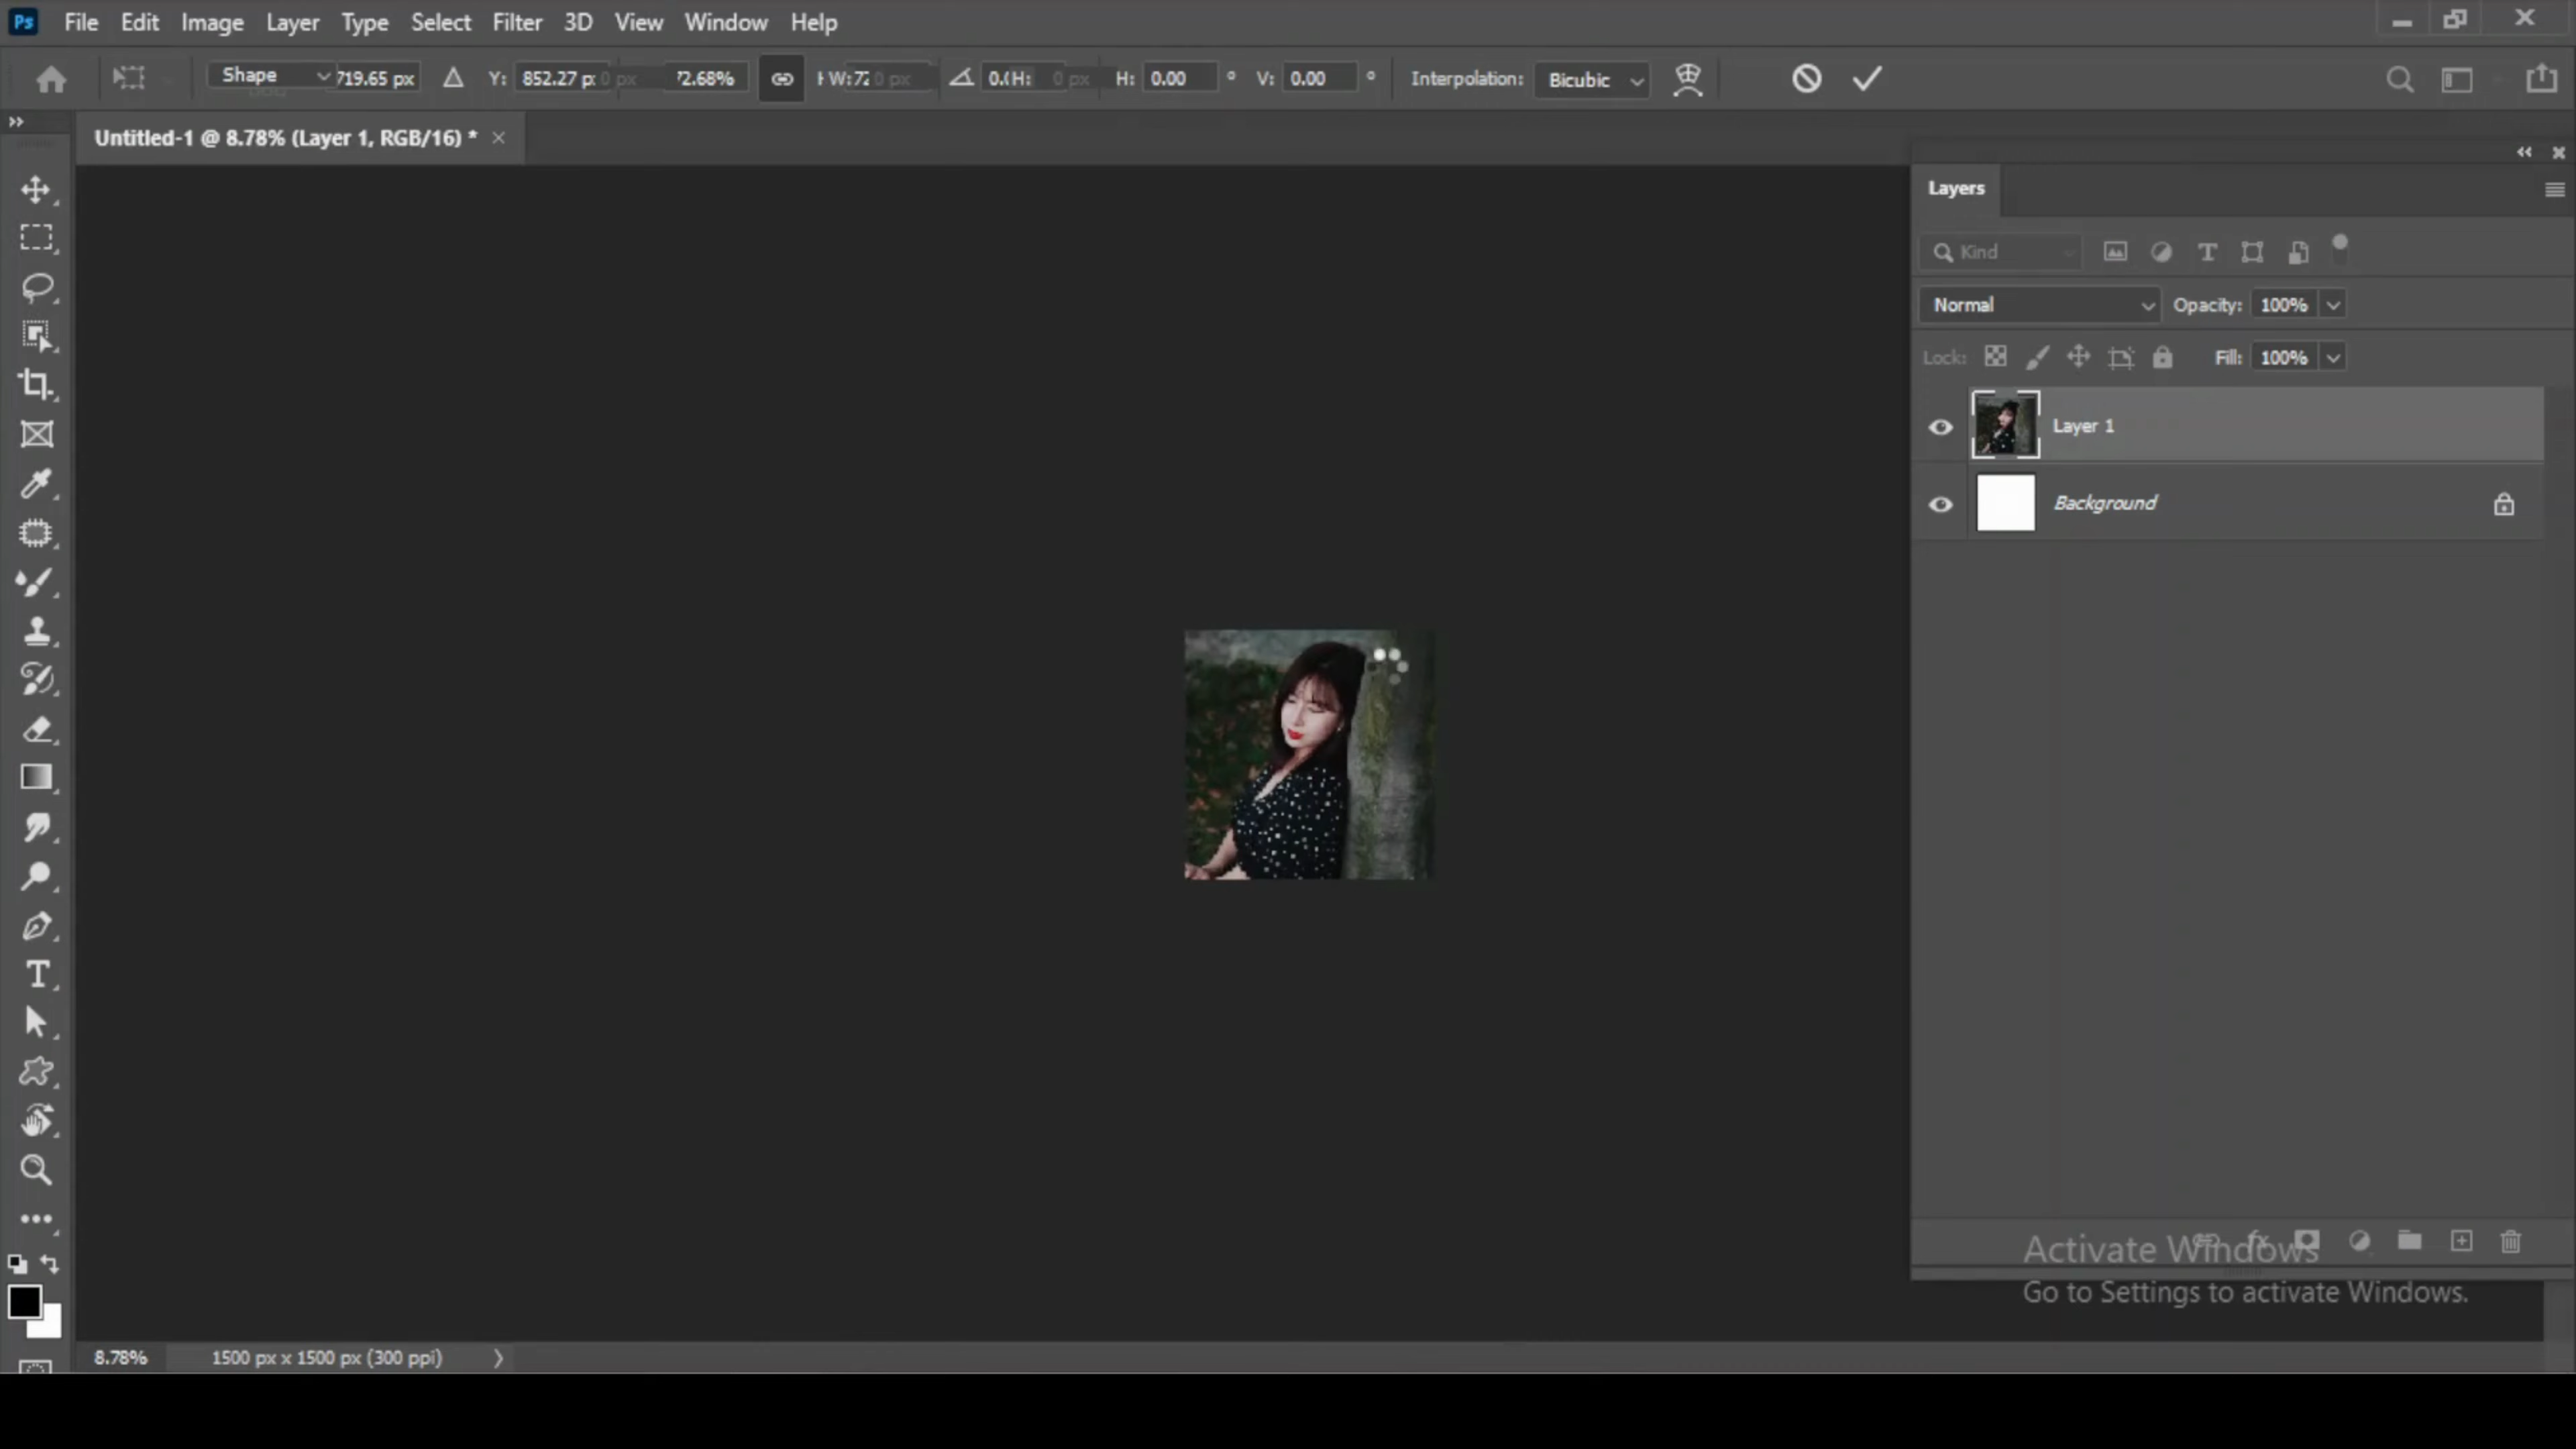 Ps File Edit Image Layer Type Select Filter 3D View Window Help
Shape 719.65 px Y: 852.27 px 0 px 72.68% W: 72 0 px H: 0 px H: 0.00 ° V: 0.00 ° Interpolation: Bicubic
Untitled-1 @ 8.78% (Layer 1, RGB/16) * ×
Layers
Kind
Normal Opacity: 100%
Lock: Fill: 100%
Layer 1
Background
Activate Windows
Go to Settings to activate Windows.
8.78% 1500 px x 1500 px (300 ppi)